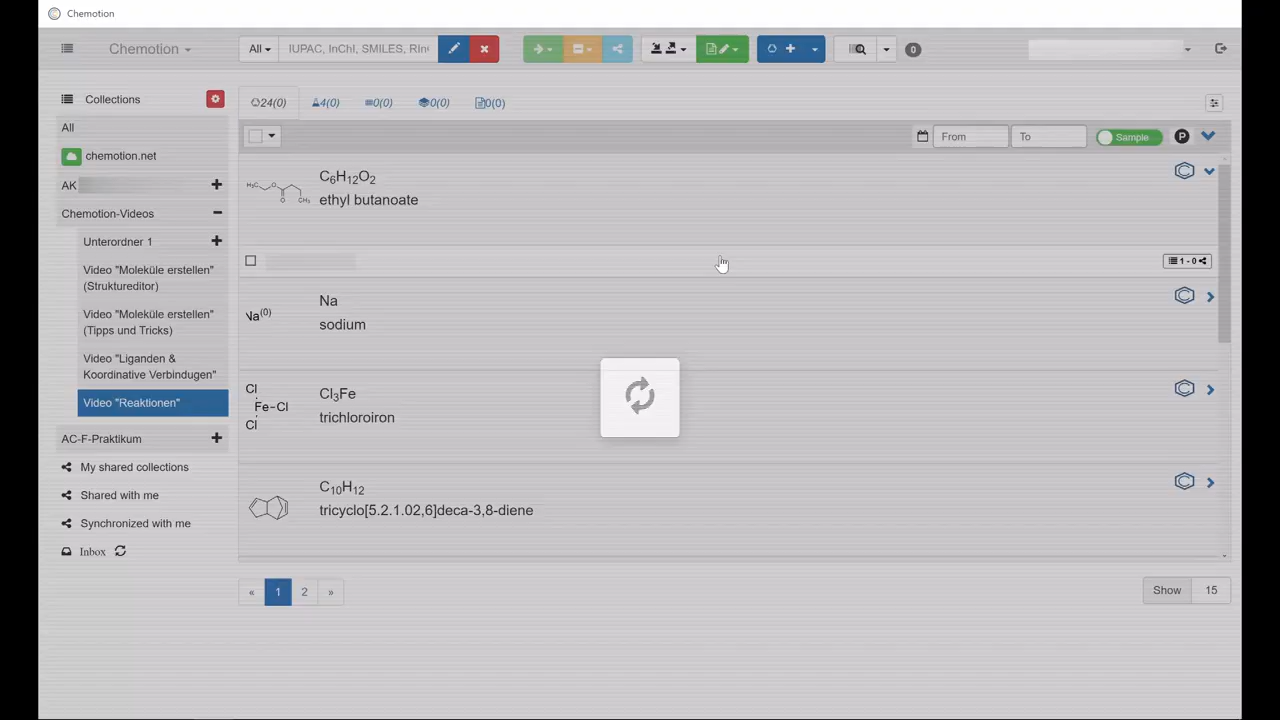 Chemotion
Chemotion
All
IUPAC, InChI, SMILES, RInC
0
Collections
24(0)
4(0)
0(0)
0(0)
0(0)
All
From
To
Sample
P
chemotion.net
AK
Chemotion-Videos
Unterordner 1
Video "Moleküle erstellen"
(Struktureditor)
Video "Moleküle erstellen"
(Tipps und Tricks)
Video "Liganden &
Koordinative Verbindugen"
Video "Reaktionen"
AC-F-Praktikum
My shared collections
Shared with me
Synchronized with me
Inbox
H₃C
O
O
CH₃
C₆H₁₂O₂
ethyl butanoate
1 - 0
Na(0)
Na
sodium
Cl
Fe–Cl
Cl
Cl₃Fe
trichloroiron
C₁₀H₁₂
tricyclo[5.2.1.02,6]deca-3,8-diene
« 1 2 »
Show 15